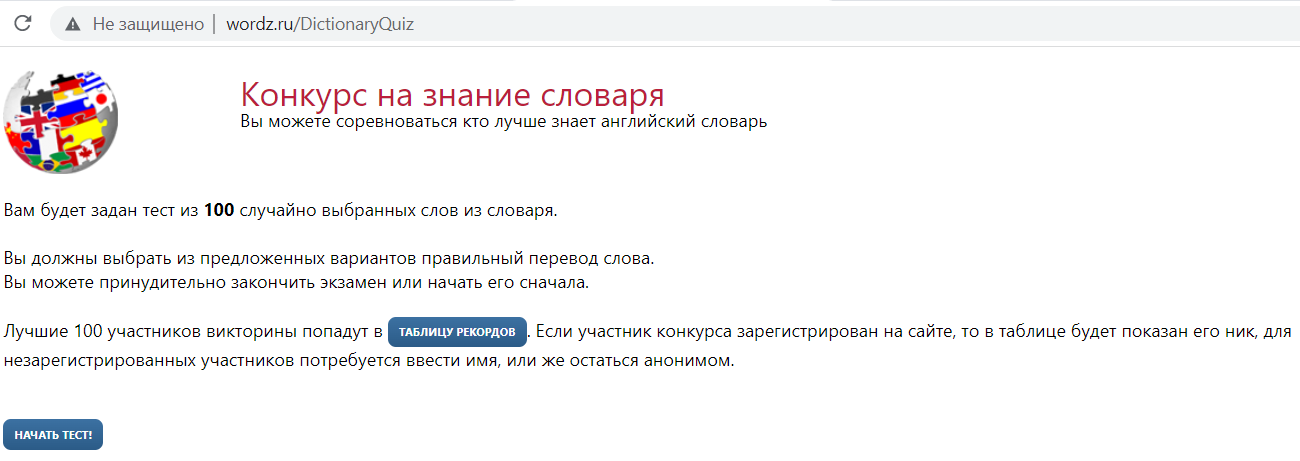 Не защищено | wordz.ru/DictionaryQuiz
Конкурс на знание словаря
Вы можете соревноваться кто лучше знает английский словарь
Вам будет задан тест из 100 случайно выбранных слов из словаря.
Вы должны выбрать из предложенных вариантов правильный перевод слова.
Вы можете принудительно закончить экзамен или начать его сначала.
Лучшие 100 участников викторины попадут в ТАБЛИЦУ РЕКОРДОВ. Если участник конкурса зарегистрирован на сайте, то в таблице будет показан его ник, для
незарегистрированных участников потребуется ввести имя, или же остаться анонимом.
НАЧАТЬ ТЕСТ!